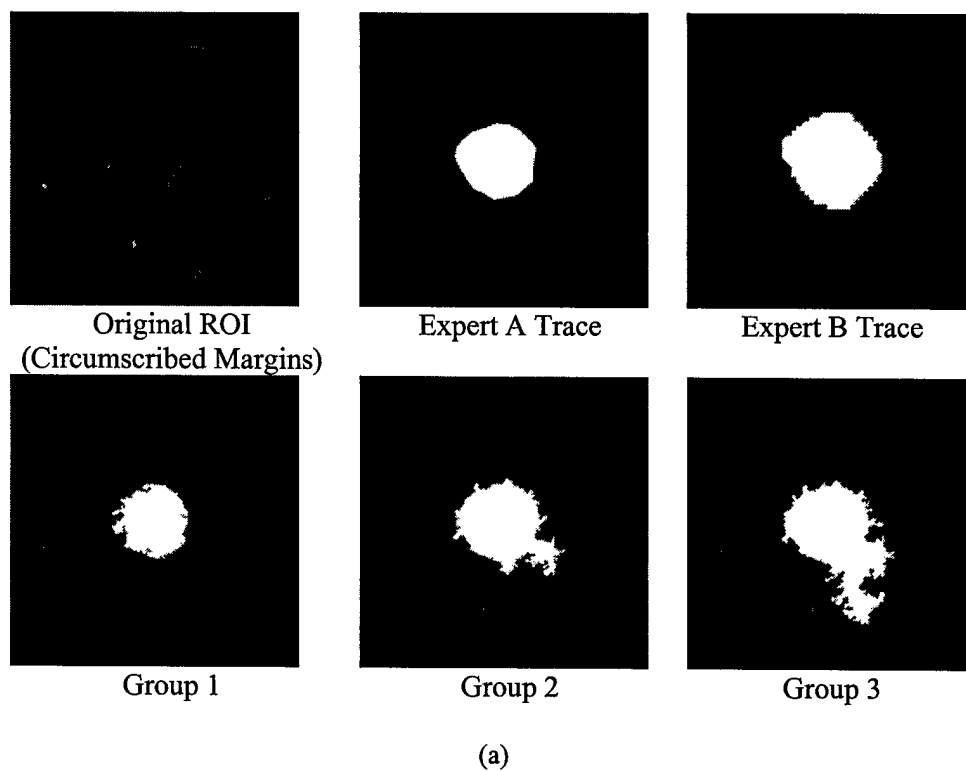 Original ROI
(Circumscribed Margins)
Expert A Trace
Expert B Trace
Group 1
Group 2
Group 3
(a)